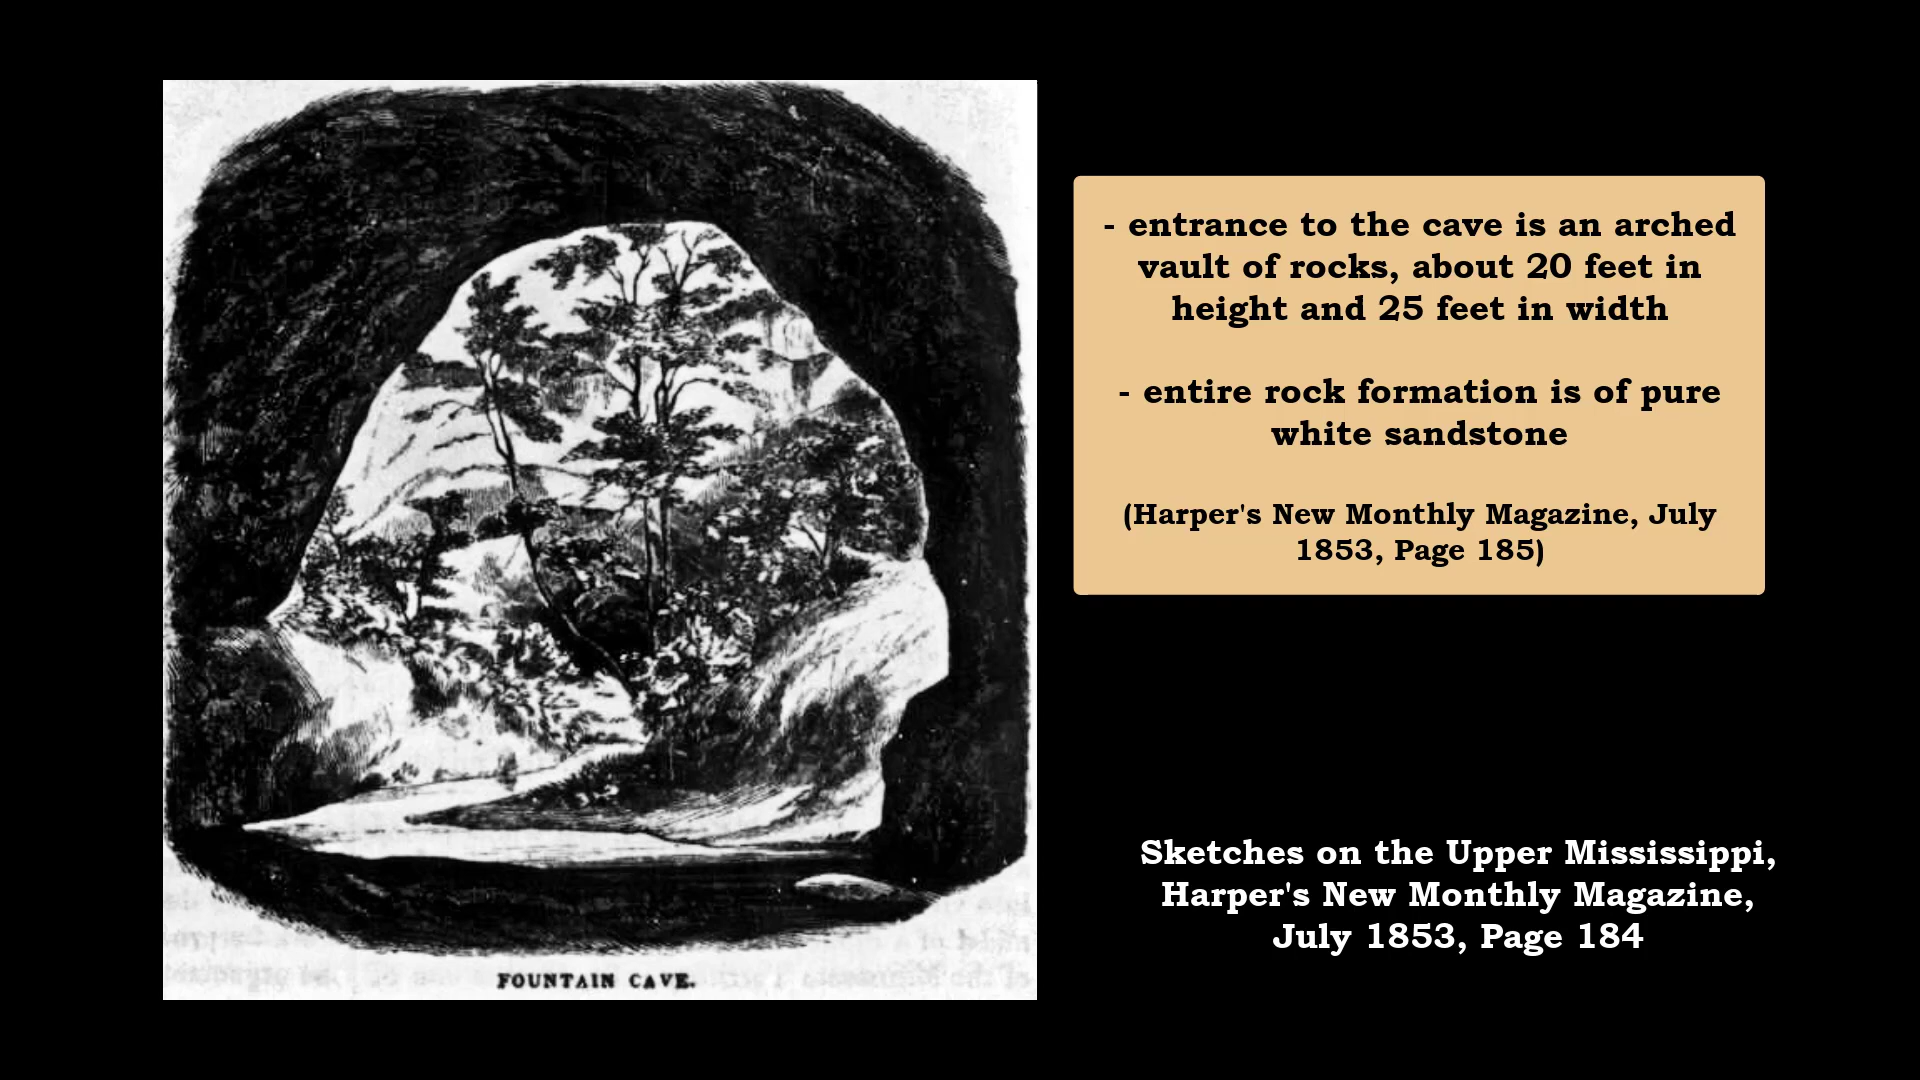 - entrance to the cave is an arched
vault of rocks, about 20 feet in
height and 25 feet in width
- entire rock formation is of pure
white sandstone
(Harper's New Monthly Magazine, July
1853, Page 185)
Sketches on the Upper Mississippi,
Harper's New Monthly Magazine,
July 1853, Page 184
FOUNTAIN CAVE.